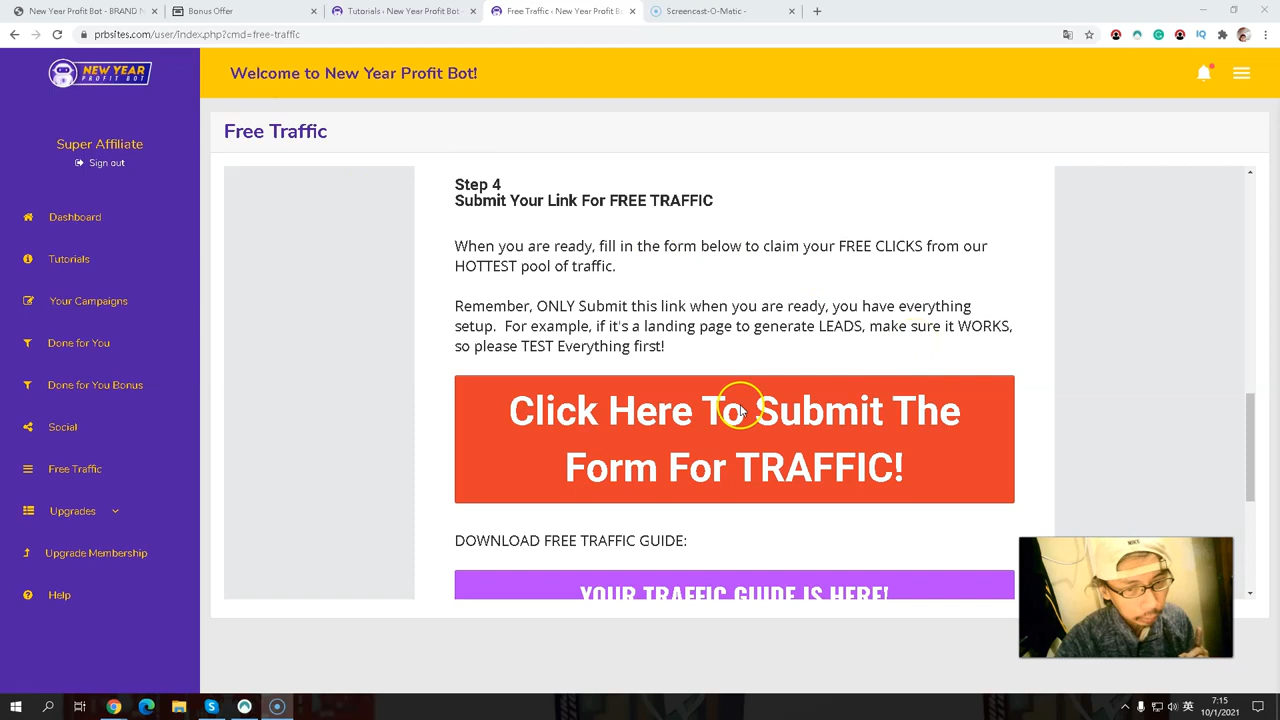 New Year Profit Bot - BRAND N
Bonus Offer
Tutorials ‹ New Year Profit Bot -
Free Traffic ‹ New Year Profit Bo
Screencast-O-Matic -
prbsites.com/user/index.php?cmd=free-traffic
NEW YEAR
PROFIT BOT
Welcome to New Year Profit Bot!
Super Affiliate
Sign out
Dashboard
Tutorials
Your Campaigns
Done for You
Done for You Bonus
Social
Free Traffic
Upgrades
Upgrade Membership
Help
Free Traffic
Step 4
Submit Your Link For FREE TRAFFIC
When you are ready, fill in the form below to claim your FREE CLICKS from our
HOTTEST pool of traffic.
Remember, ONLY Submit this link when you are ready, you have everything
setup. For example, if it's a landing page to generate LEADS, make sure it WORKS,
so please TEST Everything first!
Click Here To Submit The
Form For TRAFFIC!
DOWNLOAD FREE TRAFFIC GUIDE:
YOUR TRAFFIC GUIDE IS HERE!
NIKE
英
7:15
10/1/2021